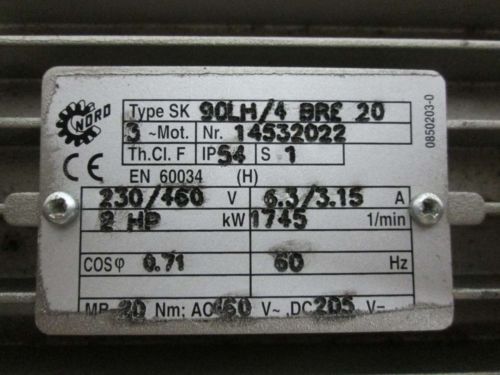 NORD
Type SK 90LH/4 BRE 20
3 ~Mot. Nr. 14532022
Th.Cl. F IP54 S 1
EN 60034 (H)
230/460 V 6.3/3.15 A
2 HP kW 1745 1/min
COSφ 0.71 60 Hz
MB 20 Nm; AC 460 V~ ,DC 205 V-
0850203-0
CE